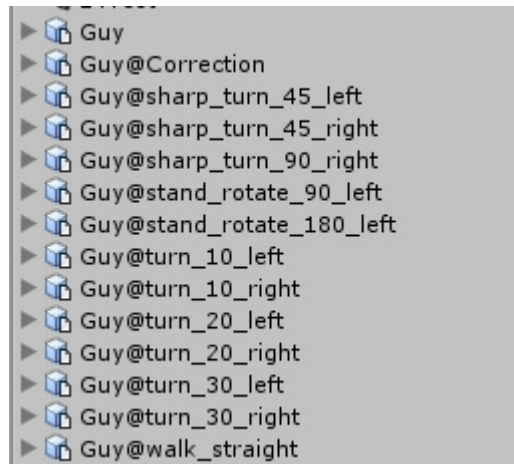 Guy
Guy@Correction
Guy@sharp_turn_45_left
Guy@sharp_turn_45_right
Guy@sharp_turn_90_right
Guy@stand_rotate_90_left
Guy@stand_rotate_180_left
Guy@turn_10_left
Guy@turn_10_right
Guy@turn_20_left
Guy@turn_20_right
Guy@turn_30_left
Guy@turn_30_right
Guy@walk_straight